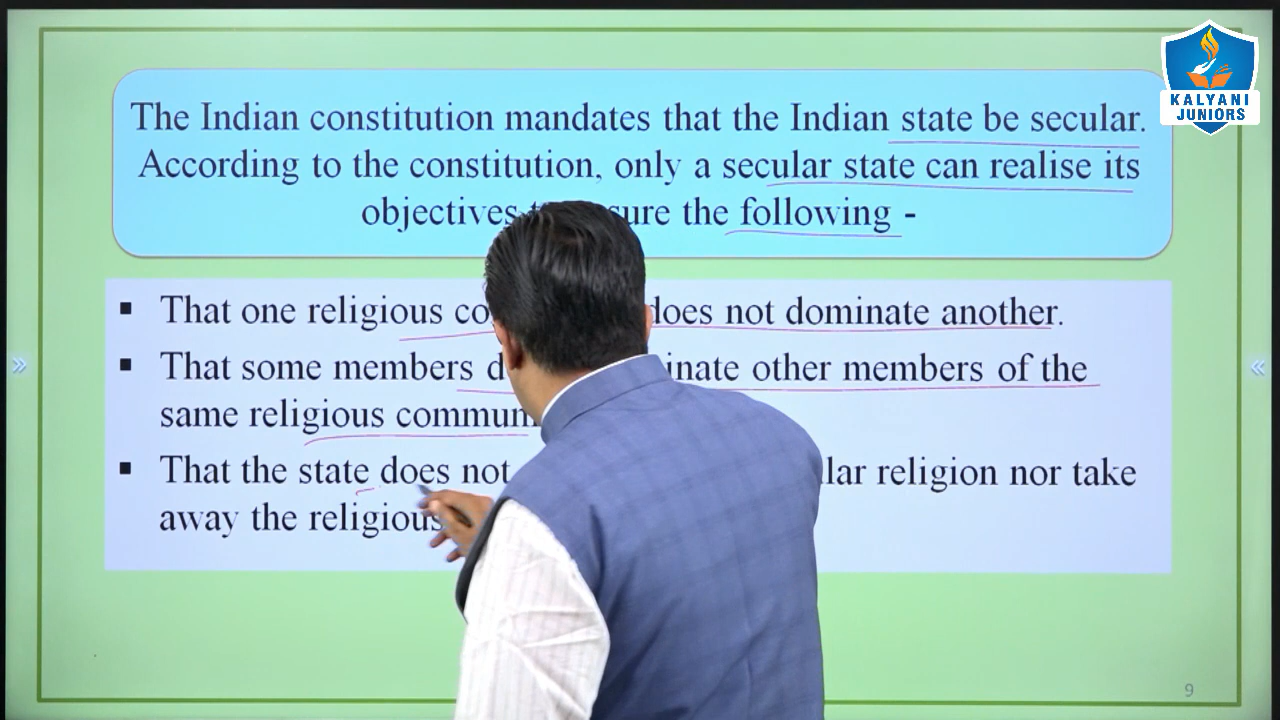 KALYANI
JUNIORS
The Indian constitution mandates that the Indian state be secular.
According to the constitution, only a secular state can realise its
objectives the following -
▪ That one religious does not dominate another.
▪ That some members other members of the
same religious
▪ That the state does not religion nor take
away the religious
9